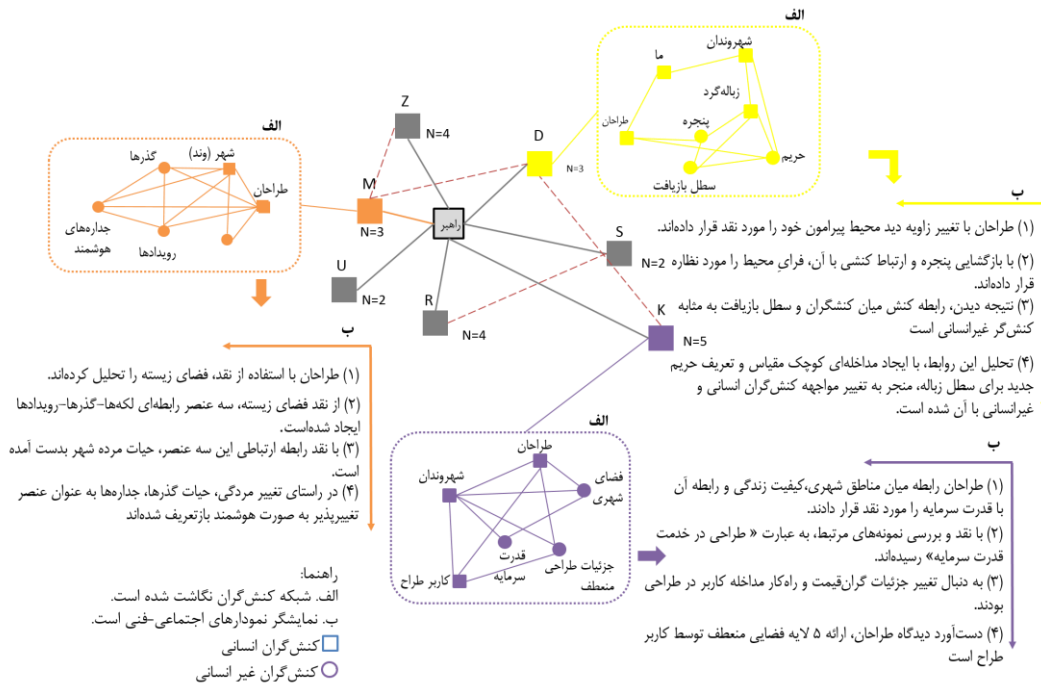 الف
شهروندان
ما
زباله‌گرد
طراحان
پنجره
حریم
سطل بازیافت
Z
N=4
D
N=3
الف
گذرها
شهر (وند)
طراحان
جداره‌های
هوشمند
رویدادها
M
N=3
راهبر
U
N=2
R
N=4
S
N=2
K
N=5
ب
(۱) طراحان با تغییر زاویه دید محیط پیرامون خود را مورد نقد قرار داده‌اند.
(۲) با بازگشایی پنجره و ارتباط کنشی با آن، فرایِ محیط را مورد نظاره
قرار داده‌اند.
(۳) نتیجه دیدن، رابطه کنش میان کنشگران و سطل بازیافت به مثابه
کنش‌گر غیرانسانی است
(۴) تحلیل این روابط، با ایجاد مداخله‌ای کوچک مقیاس و تعریف حریم
جدید برای سطل زباله، منجر به تغییر مواجهه کنش‌گران انسانی و
غیرانسانی با آن شده است.
ب
(۱) طراحان با استفاده از نقد، فضای زیسته را تحلیل کرده‌اند.
(۲) از نقد فضای زیسته، سه عنصر رابطه‌ای لکه‌ها-گذرها-رویدادها
ایجاد شده‌است.
(۳) با نقد رابطه ارتباطی این سه عنصر، حیات مرده شهر بدست آمده
است.
(۴) در راستای تغییر مردگی، حیات گذرها، جداره‌ها به عنوان عنصر
تغییرپذیر به صورت هوشمند بازتعریف شده‌اند
الف
طراحان
شهروندان
فضای
شهری
قدرت
سرمایه
جزئیات طراحی
منعطف
کاربر طراح
ب
(۱) طراحان رابطه میان مناطق شهری،کیفیت زندگی و رابطه آن
با قدرت سرمایه را مورد نقد قرار دادند.
(۲) با نقد و بررسی نمونه‌های مرتبط، به عبارت « طراحی در خدمت
قدرت سرمایه» رسیده‌اند.
(۳) به دنبال تغییر جزئیات گران‌قیمت و راه‌کار مداخله کاربر در طراحی
بودند.
(۴) دست‌آورد دیدگاه طراحان، ارائه ۵ لایه فضایی منعطف توسط کاربر
طراح است
راهنما:
الف. شبکه کنش‌گران نگاشت شده است.
ب. نمایشگر نمودارهای اجتماعی-فنی است.
کنش‌گران انسانی
کنش‌گران غیر انسانی